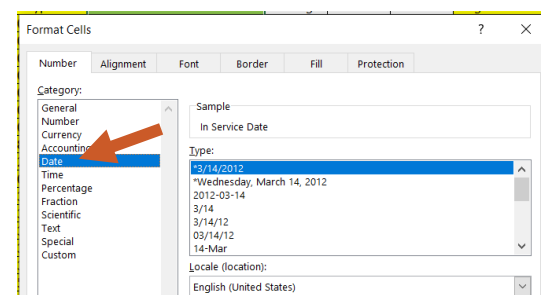 Format Cells
?
Number Alignment Font Border Fill Protection
Category:
General
Number
Currency
Accounting
Date
Time
Percentage
Fraction
Scientific
Text
Special
Custom
Sample
In Service Date
Type:
*3/14/2012
*Wednesday, March 14, 2012
2012-03-14
3/14
3/14/12
03/14/12
14-Mar
Locale (location):
English (United States)